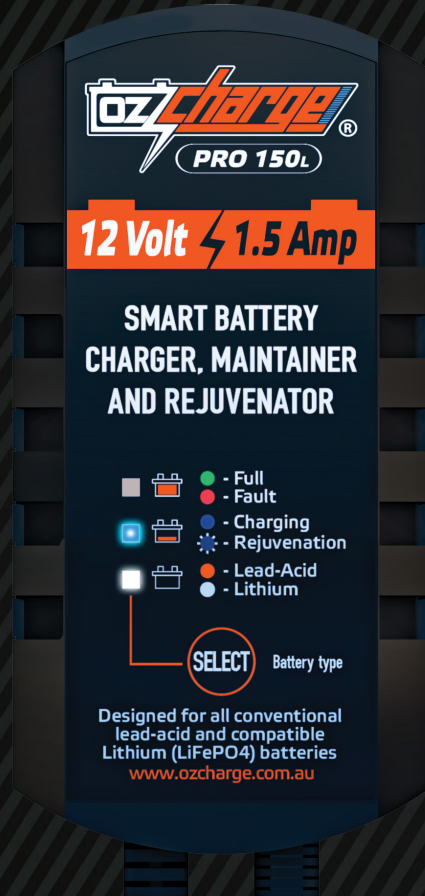 ozcharge®
PRO 150L
12 Volt 1.5 Amp
SMART BATTERY
CHARGER, MAINTAINER
AND REJUVENATOR
- Full
- Fault
- Charging
- Rejuvenation
- Lead-Acid
- Lithium
SELECT Battery type
Designed for all conventional
lead-acid and compatible
Lithium (LiFePO4) batteries
www.ozcharge.com.au